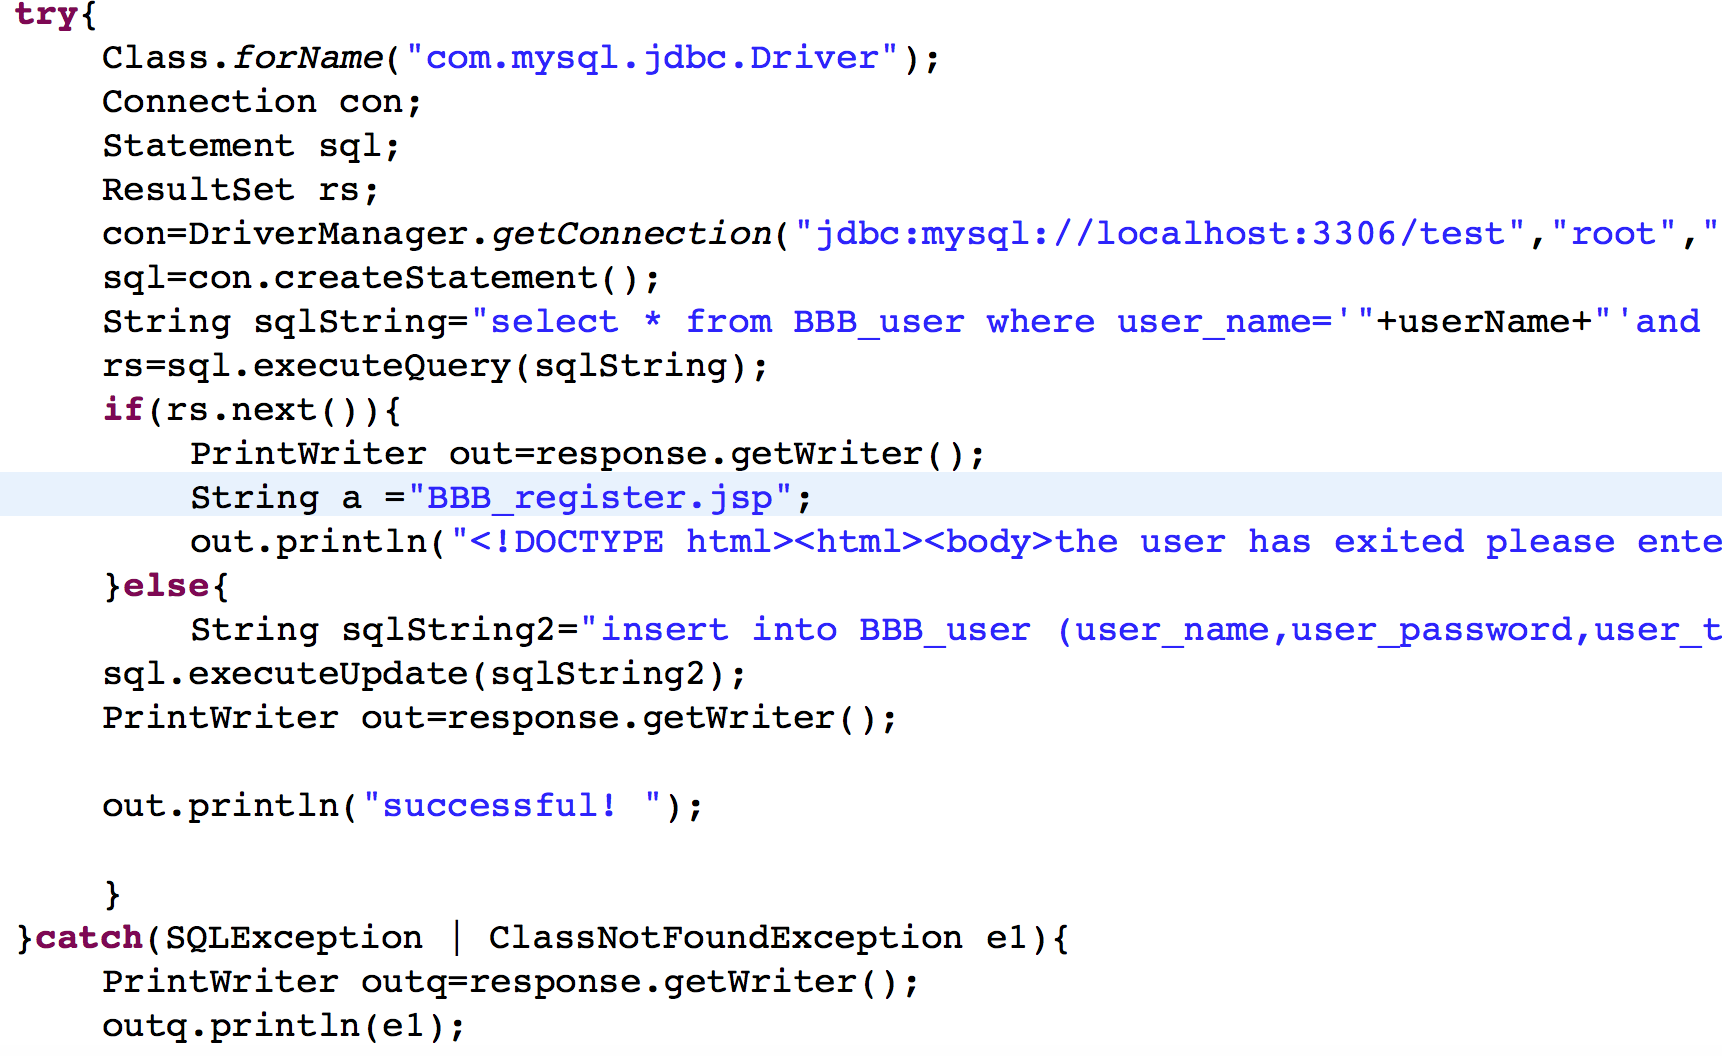 try{
Class.forName("com.mysql.jdbc.Driver");
Connection con;
Statement sql;
ResultSet rs;
con=DriverManager.getConnection("jdbc:mysql://localhost:3306/test","root","
sql=con.createStatement();
String sqlString="select * from BBB_user where user_name='"+userName+"'and
rs=sql.executeQuery(sqlString);
if(rs.next()){
PrintWriter out=response.getWriter();
String a ="BBB_register.jsp";
out.println("<!DOCTYPE html><html><body>the user has exited please ente
}else{
String sqlString2="insert into BBB_user (user_name,user_password,user_t
sql.executeUpdate(sqlString2);
PrintWriter out=response.getWriter();
out.println("successful! ");
}
}catch(SQLException | ClassNotFoundException e1){
PrintWriter outq=response.getWriter();
outq.println(e1);